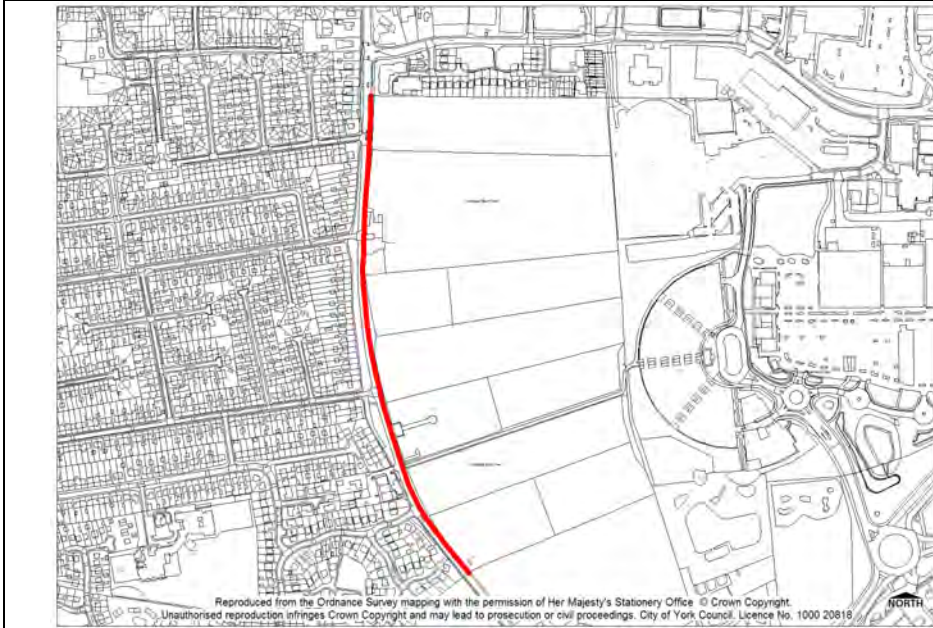 Reproduced from the Ordnance Survey mapping with the permission of Her Majesty's Stationery Office © Crown Copyright.
Unauthorised reproduction infringes Crown Copyright and may lead to prosecution or civil proceedings. City of York Council. Licence No. 1000 20818
NORTH